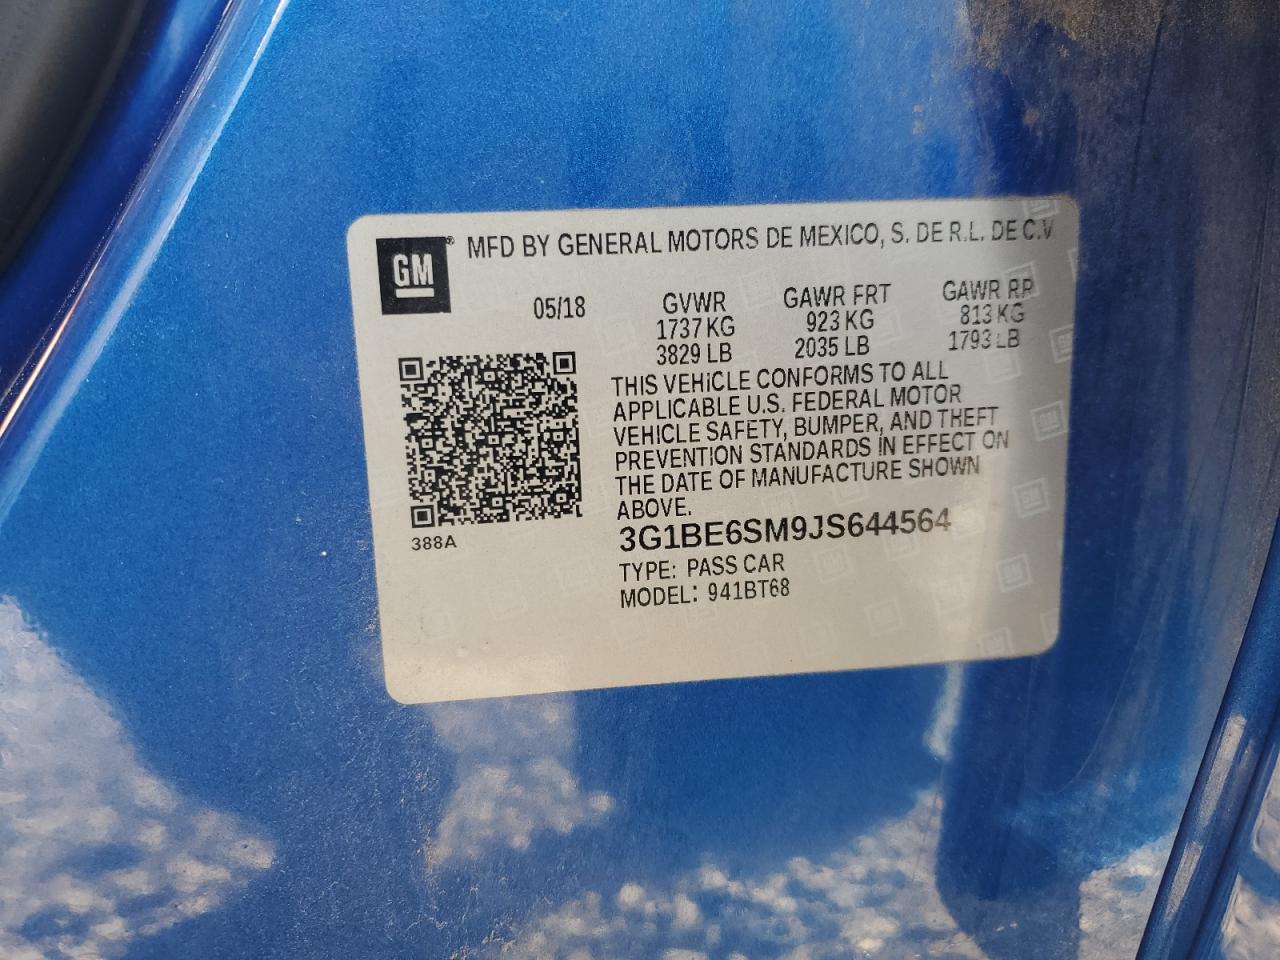 GM ® MFD BY GENERAL MOTORS DE MEXICO, S. DE R.L. DE C.V
05/18 GVWR GAWR FRT GAWR RR
1737 KG 923 KG 813 KG
3829 LB 2035 LB 1793 LB
THIS VEHICLE CONFORMS TO ALL
APPLICABLE U.S. FEDERAL MOTOR
VEHICLE SAFETY, BUMPER, AND THEFT
PREVENTION STANDARDS IN EFFECT ON
THE DATE OF MANUFACTURE SHOWN
ABOVE.
388A
3G1BE6SM9JS644564
TYPE: PASS CAR
MODEL: 941BT68